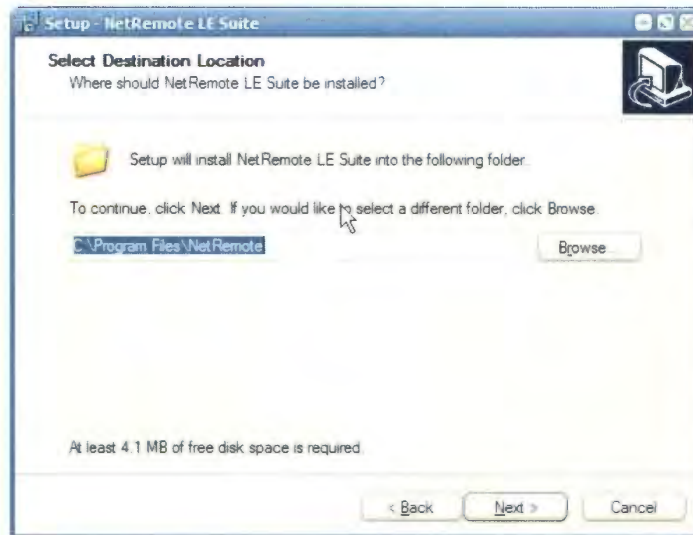 Setup - NetRemote LE Suite
Select Destination Location
Where should NetRemote LE Suite be installed?
Setup will install NetRemote LE Suite into the following folder.
To continue, click Next. If you would like to select a different folder, click Browse.
C:\Program Files\NetRemote
Browse...
At least 4.1 MB of free disk space is required.
< Back
Next >
Cancel